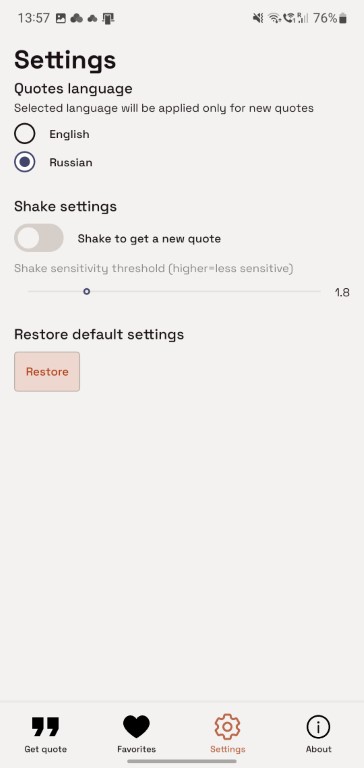 13:57
76%
Settings
Quotes language
Selected language will be applied only for new quotes
English
Russian
Shake settings
Shake to get a new quote
Shake sensitivity threshold (higher=less sensitive)
1.8
Restore default settings
Restore
Get quote Favorites Settings About